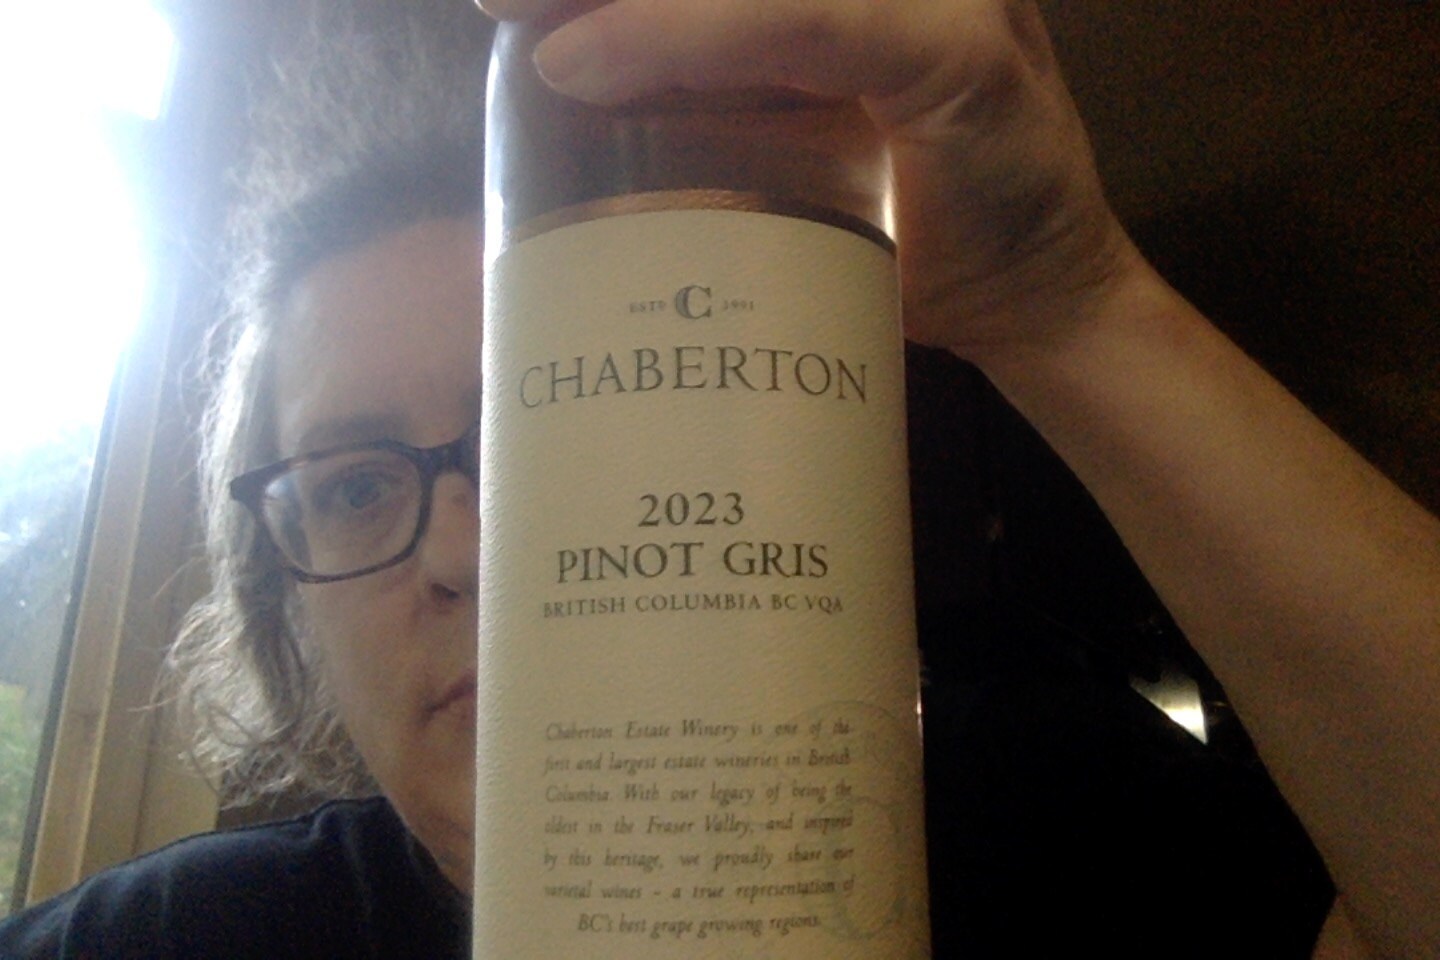 ESTD C 1991
CHABERTON
2023
PINOT GRIS
BRITISH COLUMBIA BC VQA
Chaberton Estate Winery is one of the
first and largest estate wineries in British
Columbia. With our legacy of being the
oldest in the Fraser Valley, and inspired
by this heritage, we proudly share our
varietal wines – a true representation of
BC's best grape growing regions.